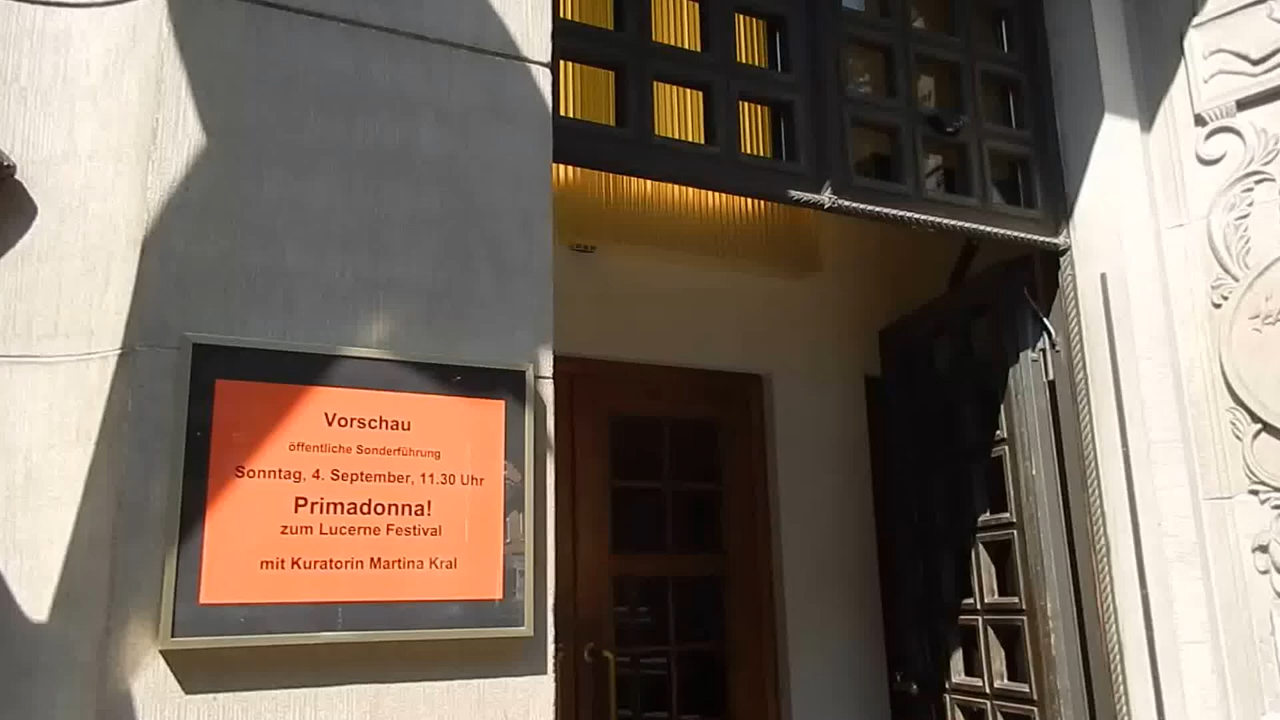 Vorschau
öffentliche Sonderführung
Sonntag, 4. September, 11.30 Uhr
Primadonna!
zum Lucerne Festival
mit Kuratorin Martina Kral